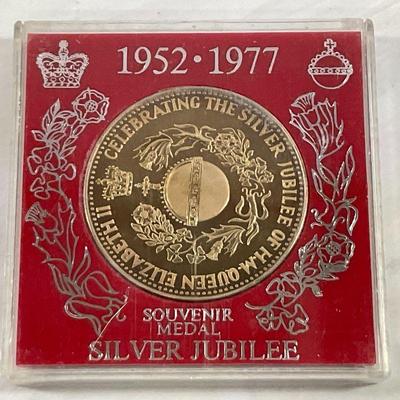 1952 · 1977
CELEBRATING THE SILVER JUBILEE OF H.M. QUEEN ELIZABETH II
SOUVENIR
MEDAL
SILVER JUBILEE